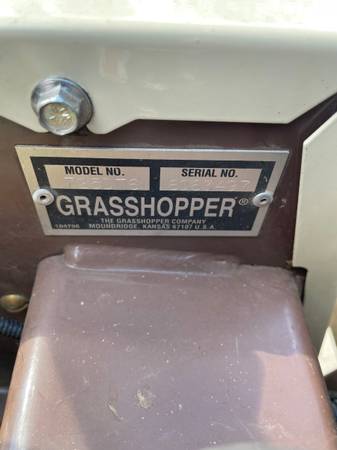 MODEL NO.
SERIAL NO.
GRASSHOPPER®
THE GRASSHOPPER COMPANY
MOUNDRIDGE, KANSAS 67107 U.S.A.